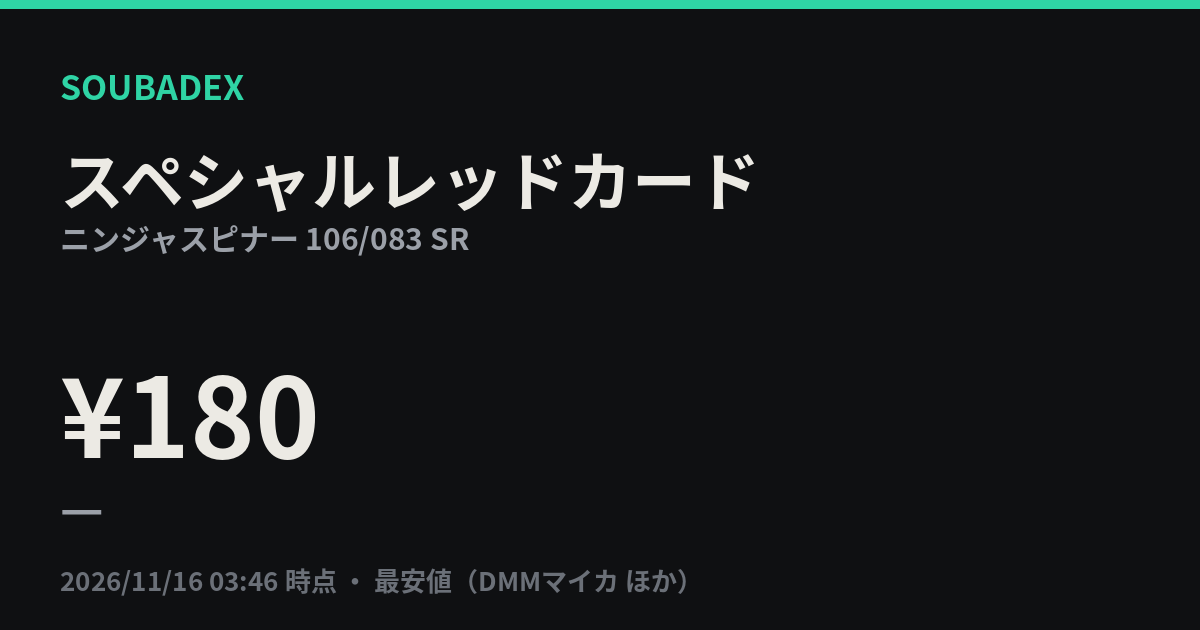 SOUBADEX
スペシャルレッドカード
ニンジャスピナー 106/083 SR
¥180
—
2026/11/16 03:46 時点 ・ 最安値（DMMマイカ ほか）